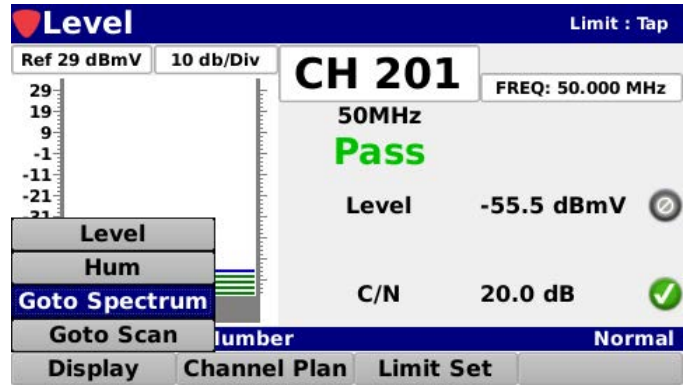 Level Limit : Tap
Ref 29 dBmV 10 db/Div CH 201 FREQ: 50.000 MHz
29
19
9
-1
-11
-21
50MHz
Pass
Level -55.5 dBmV
C/N 20.0 dB
Level
Hum
Goto Spectrum
Goto Scan
Normal
Display Channel Plan Limit Set